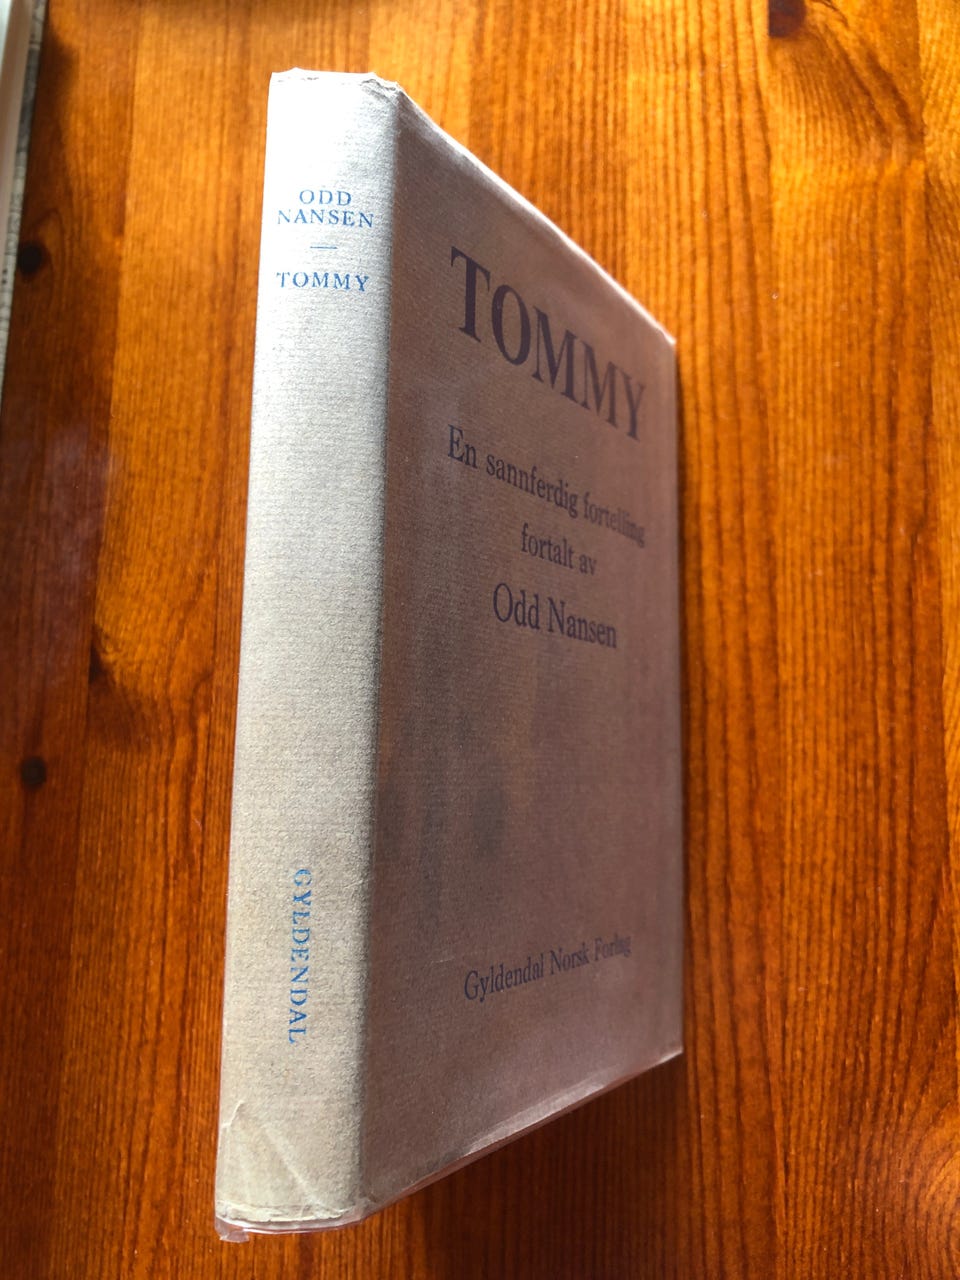 ODD
NANSEN
—
TOMMY
GYLDENDAL
TOMMY
En sannferdig fortelling
fortalt av
Odd Nansen
Gyldendal Norsk Forlag